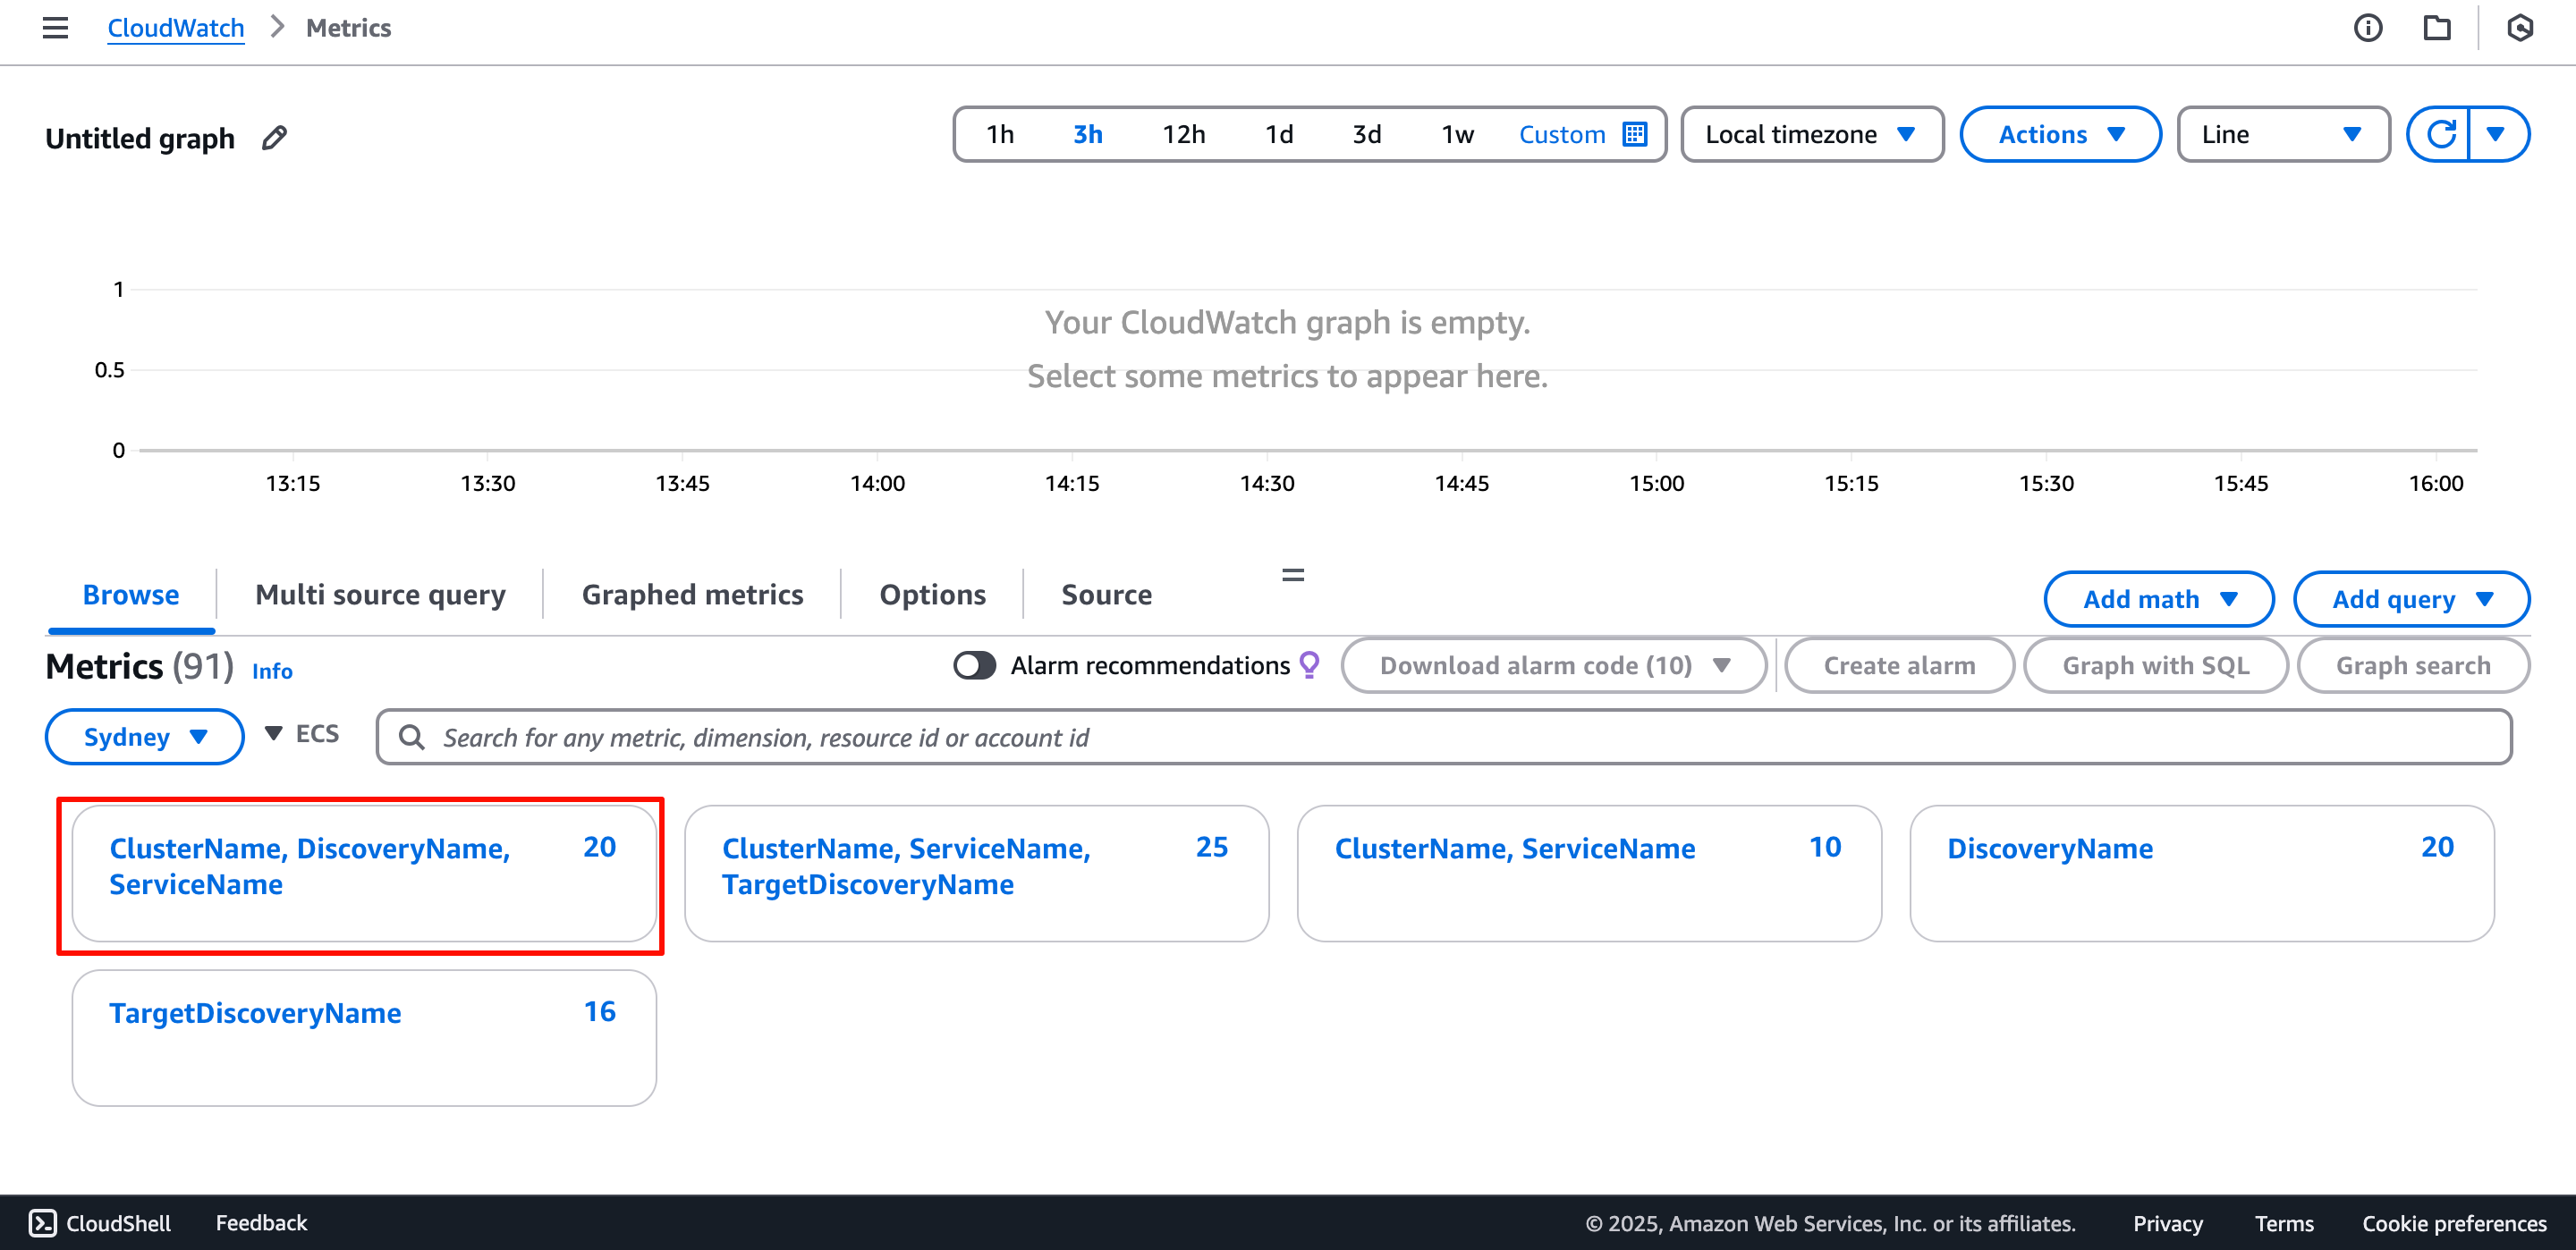 CloudWatch > Metrics
Untitled graph
1h 3h 12h 1d 3d 1w Custom Local timezone Actions Line
1
0.5
0
Your CloudWatch graph is empty.
Select some metrics to appear here.
13:15 13:30 13:45 14:00 14:15 14:30 14:45 15:00 15:15 15:30 15:45 16:00
Browse Multi source query Graphed metrics Options Source Add math Add query
Metrics (91) Info Alarm recommendations Download alarm code (10) Create alarm Graph with SQL Graph search
Sydney ECS Search for any metric, dimension, resource id or account id
ClusterName, DiscoveryName, 20
ServiceName
ClusterName, ServiceName, 25
TargetDiscoveryName
ClusterName, ServiceName 10
DiscoveryName 20
TargetDiscoveryName 16
CloudShell Feedback © 2025, Amazon Web Services, Inc. or its affiliates. Privacy Terms Cookie preferences